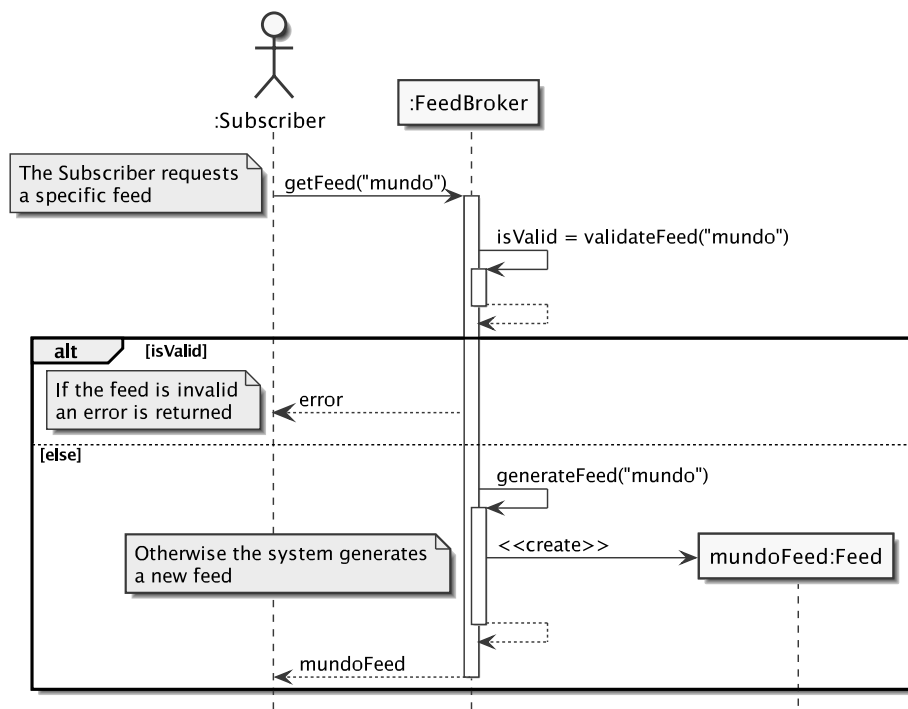 :Subscriber
:FeedBroker
The Subscriber requests
a specific feed
getFeed("mundo")
isValid = validateFeed("mundo")
alt
[isValid]
If the feed is invalid
an error is returned
error
[else]
generateFeed("mundo")
Otherwise the system generates
a new feed
<<create>>
mundoFeed:Feed
mundoFeed